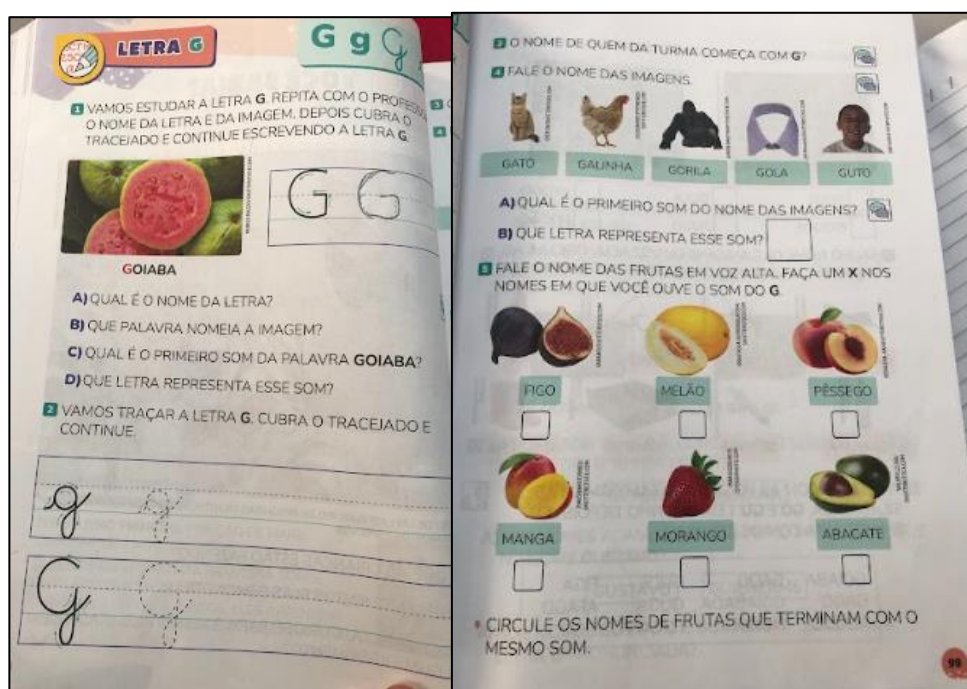 LETRA G
G g G
1 VAMOS ESTUDAR A LETRA G. REPITA COM O PROFESSO
O NOME DA LETRA E DA IMAGEM. DEPOIS CUBRA O
TRACEJADO E CONTINUE ESCREVENDO A LETRA G.
G G
GOIABA
A) QUAL É O NOME DA LETRA?
B) QUE PALAVRA NOMEIA A IMAGEM?
C) QUAL É O PRIMEIRO SOM DA PALAVRA GOIABA?
D) QUE LETRA REPRESENTA ESSE SOM?
2 VAMOS TRAÇAR A LETRA G. CUBRA O TRACEJADO E
CONTINUE.
g g
G G
3 O NOME DE QUEM DA TURMA COMEÇA COM G?
4 FALE O NOME DAS IMAGENS.
GATO GALINHA GORILA GOLA GUTO
A) QUAL É O PRIMEIRO SOM DO NOME DAS IMAGENS?
B) QUE LETRA REPRESENTA ESSE SOM?
5 FALE O NOME DAS FRUTAS EM VOZ ALTA. FAÇA UM X NOS
NOMES EM QUE VOCÊ OUVE O SOM DO G.
FIGO MELÃO PÊSSEGO
MANGA MORANGO ABACATE
CIRCULE OS NOMES DE FRUTAS QUE TERMINAM COM O
MESMO SOM.
99